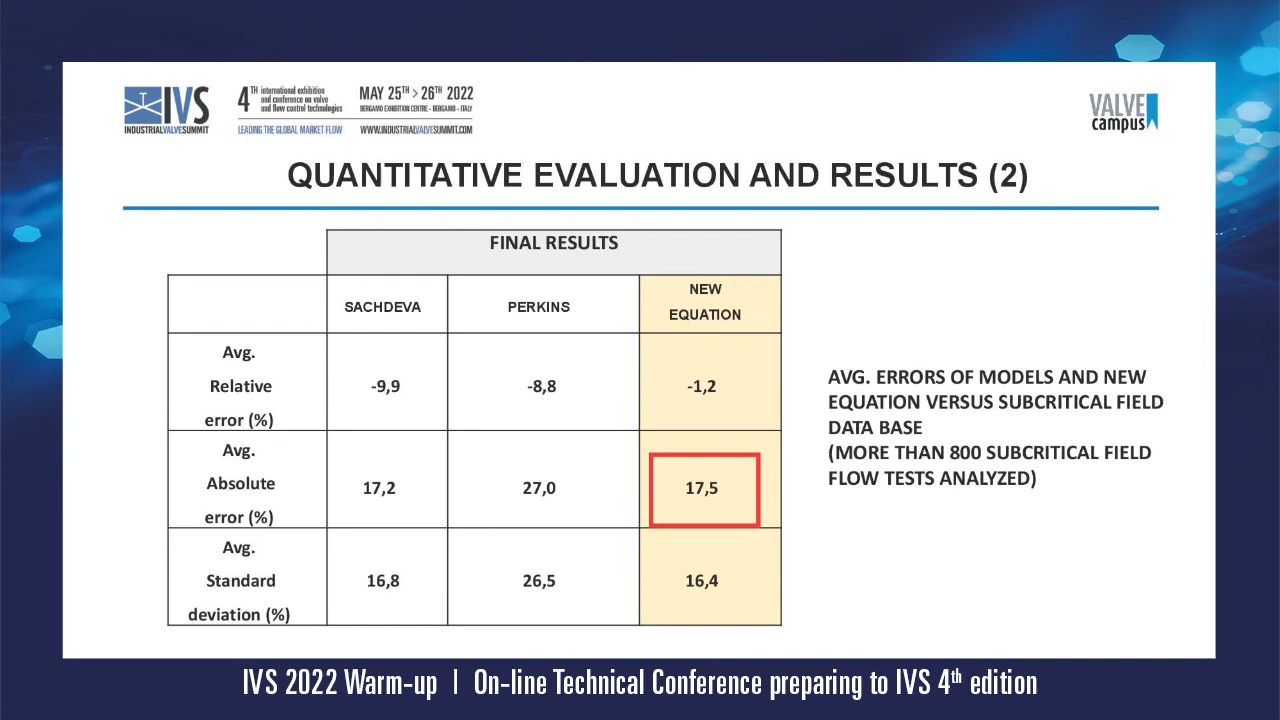 IVS
INDUSTRIALVALVESUMMIT
4TH international exhibition
and conference on valve
and flow control technologies
LEADING THE GLOBAL MARKET FLOW
MAY 25TH > 26TH 2022
BERGAMO EXHIBITION CENTRE - BERGAMO - ITALY
WWW.INDUSTRIALVALVESUMMIT.COM
VALVE
campus
QUANTITATIVE EVALUATION AND RESULTS (2)
FINAL RESULTS
SACHDEVA PERKINS NEW
EQUATION
Avg.
Relative -9,9 -8,8 -1,2
error (%)
Avg.
Absolute 17,2 27,0 17,5
error (%)
Avg.
Standard 16,8 26,5 16,4
deviation (%)
AVG. ERRORS OF MODELS AND NEW
EQUATION VERSUS SUBCRITICAL FIELD
DATA BASE
(MORE THAN 800 SUBCRITICAL FIELD
FLOW TESTS ANALYZED)
IVS 2022 Warm-up | On-line Technical Conference preparing to IVS 4th edition